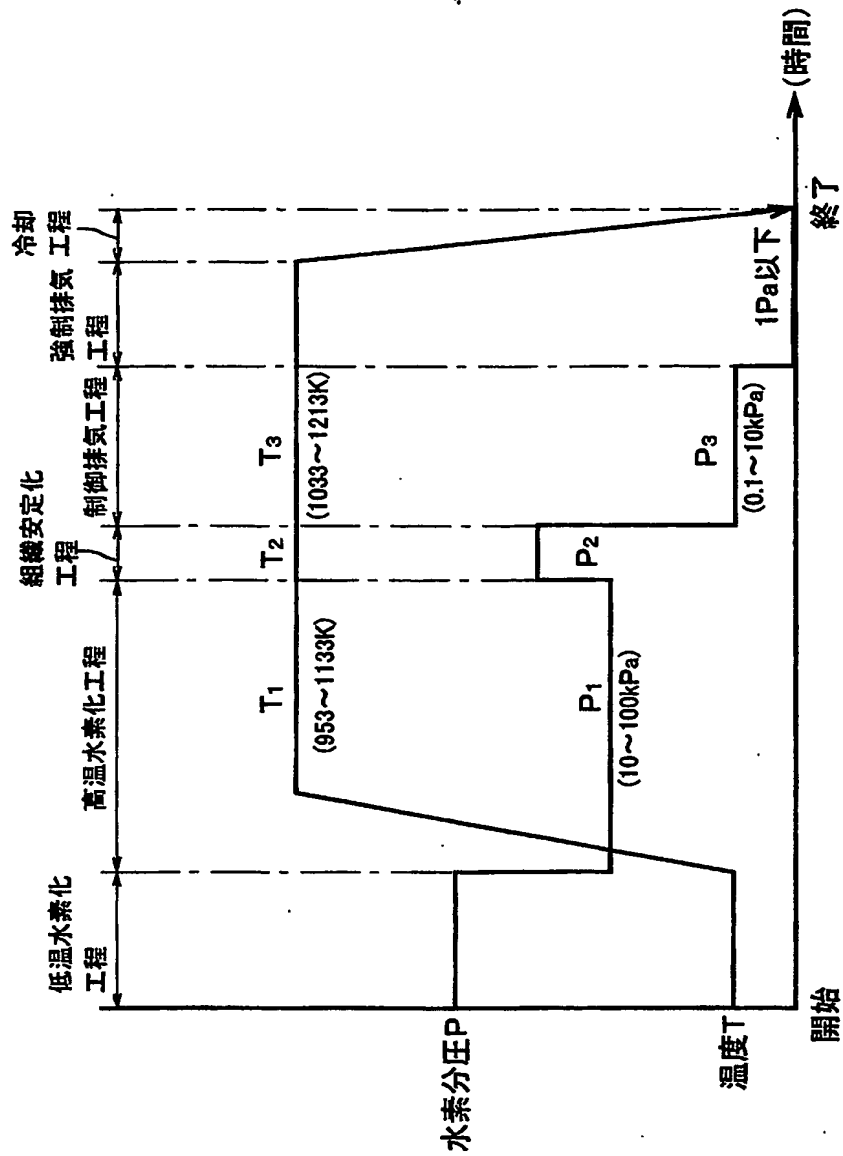 低温水素化
工程
高温水素化工程
組織安定化
工程
制御排気工程
強制排気
工程
冷却
工程
T1
(953～1133K)
T2
T3
(1033～1213K)
水素分圧P
P1
(10～100kPa)
P2
P3
(0.1～10kPa)
1Pa以下
温度T
開始
終了
(時間)